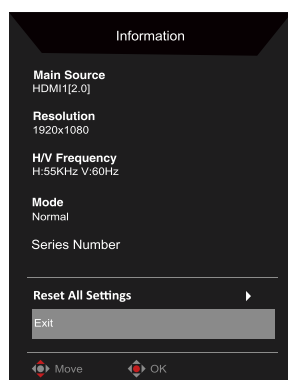 Information
Main Source
HDMI1[2.0]
Resolution
1920x1080
H/V Frequency
H:55KHz V:60Hz
Mode
Normal
Series Number
Reset All Settings
Exit
Move OK